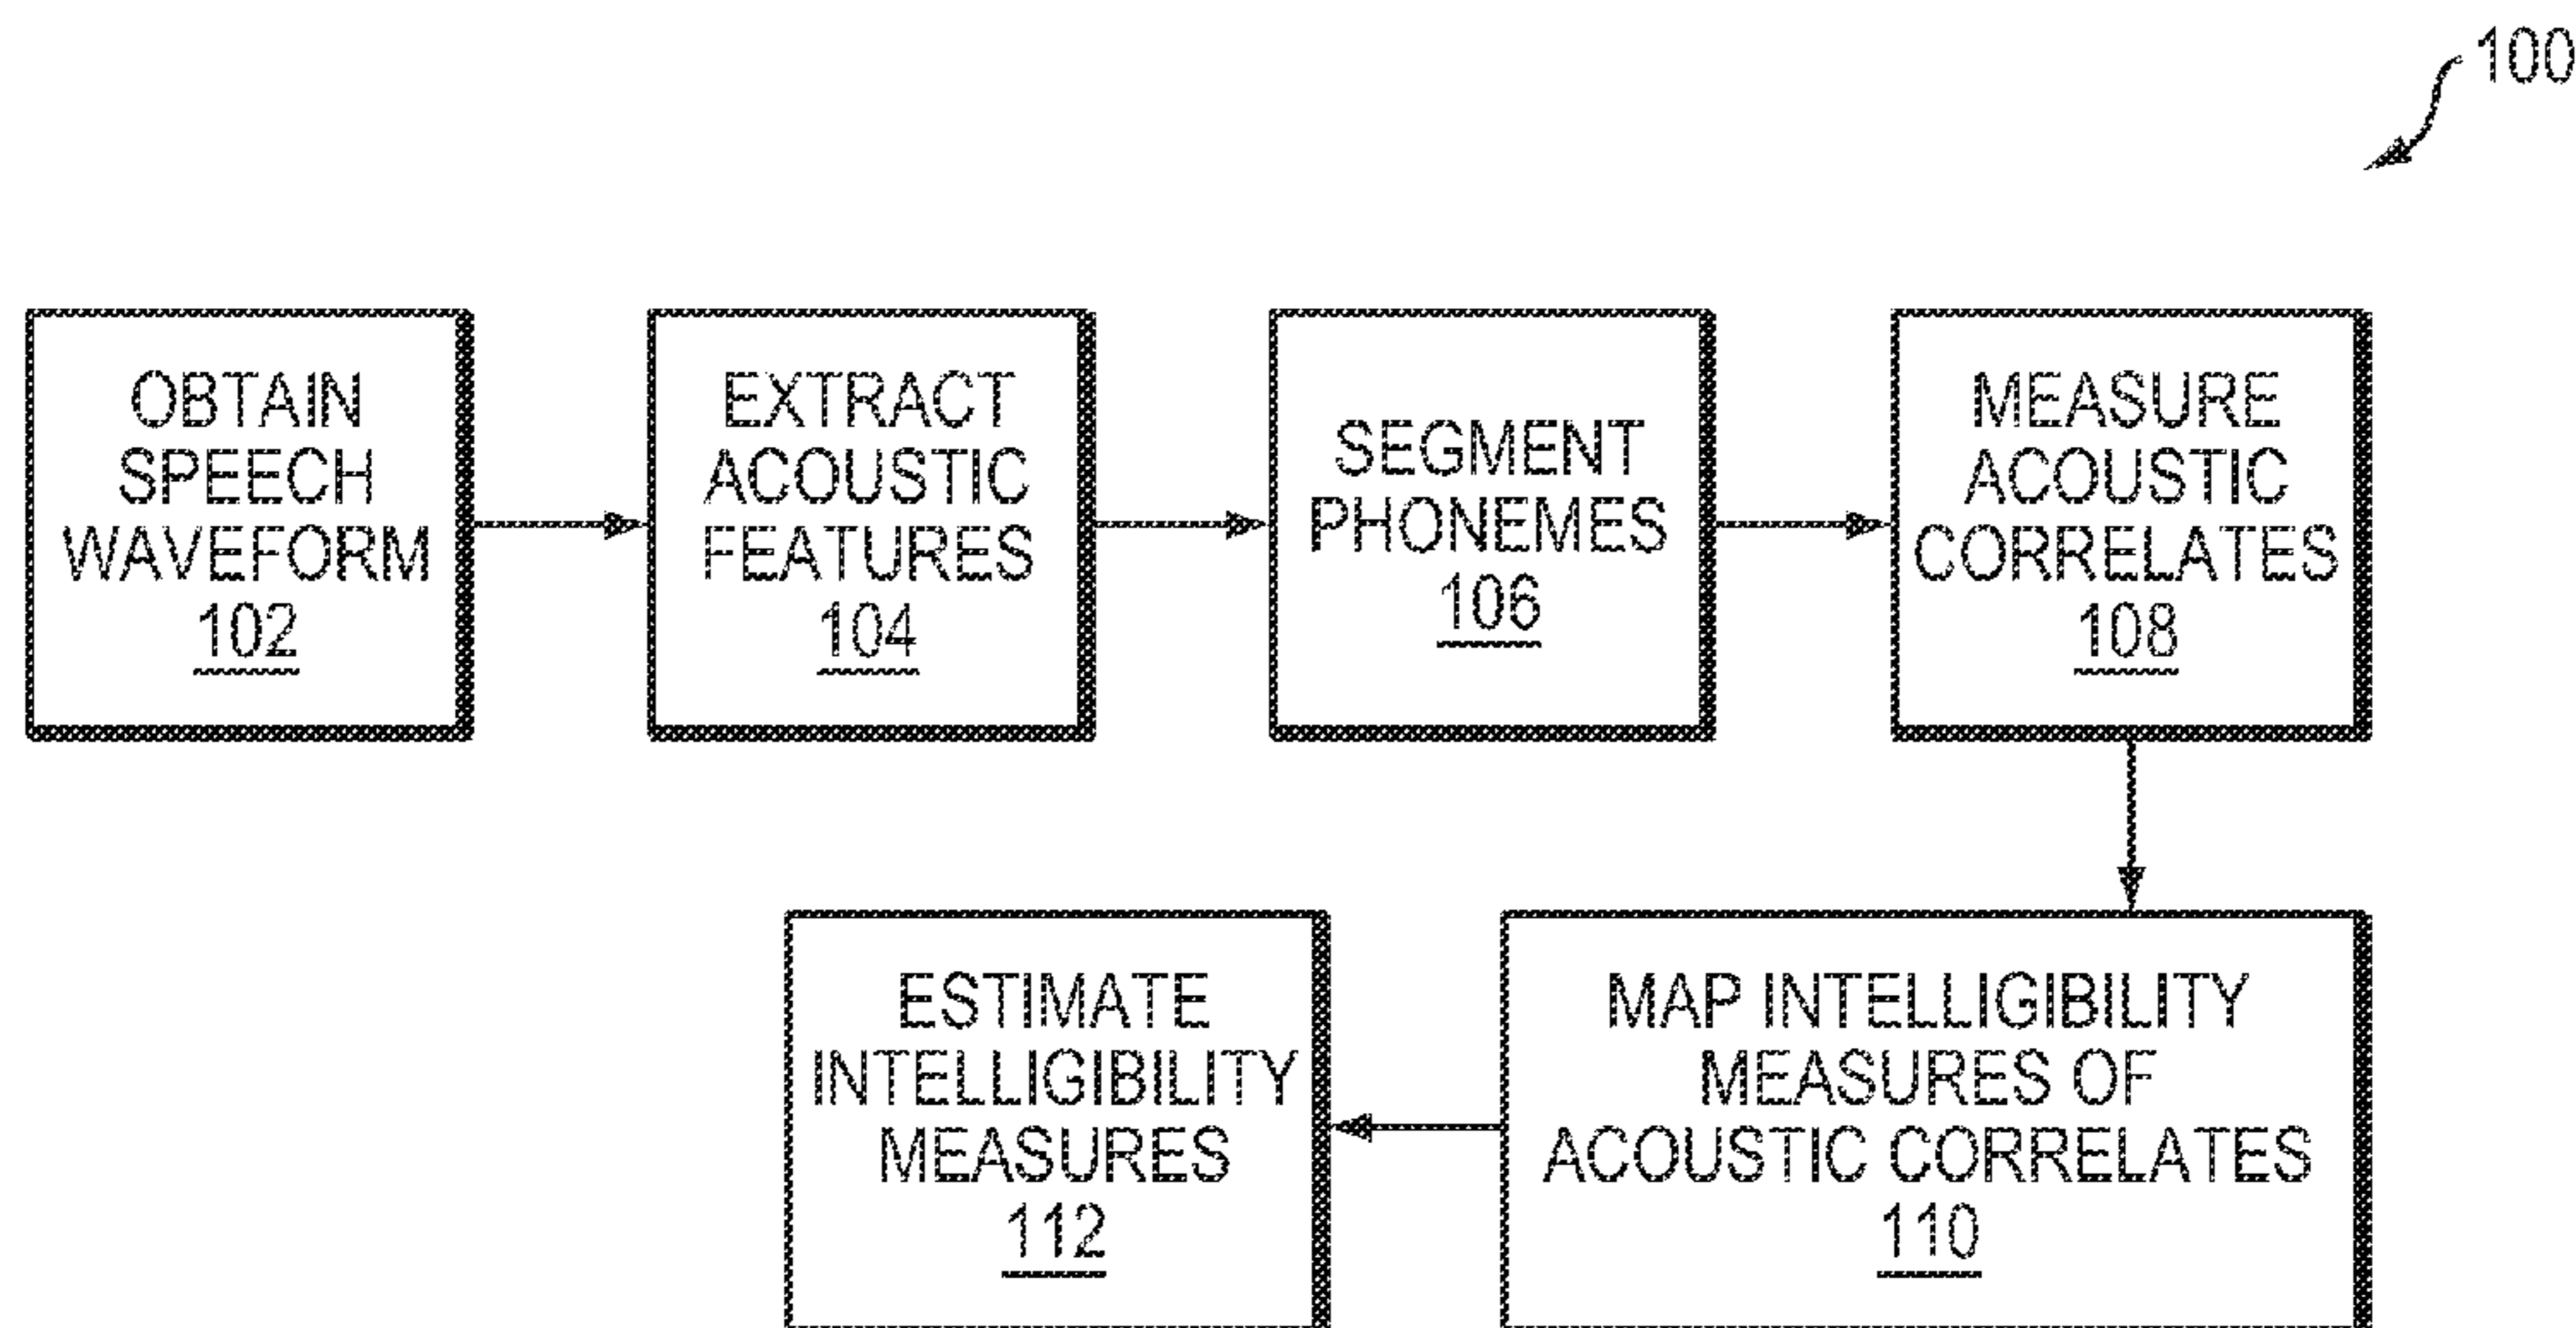 100
OBTAIN
SPEECH
WAVEFORM
102
EXTRACT
ACOUSTIC
FEATURES
104
SEGMENT
PHONEMES
106
MEASURE
ACOUSTIC
CORRELATES
108
MAP INTELLIGIBILITY
MEASURES OF
ACOUSTIC CORRELATES
110
ESTIMATE
INTELLIGIBILITY
MEASURES
112